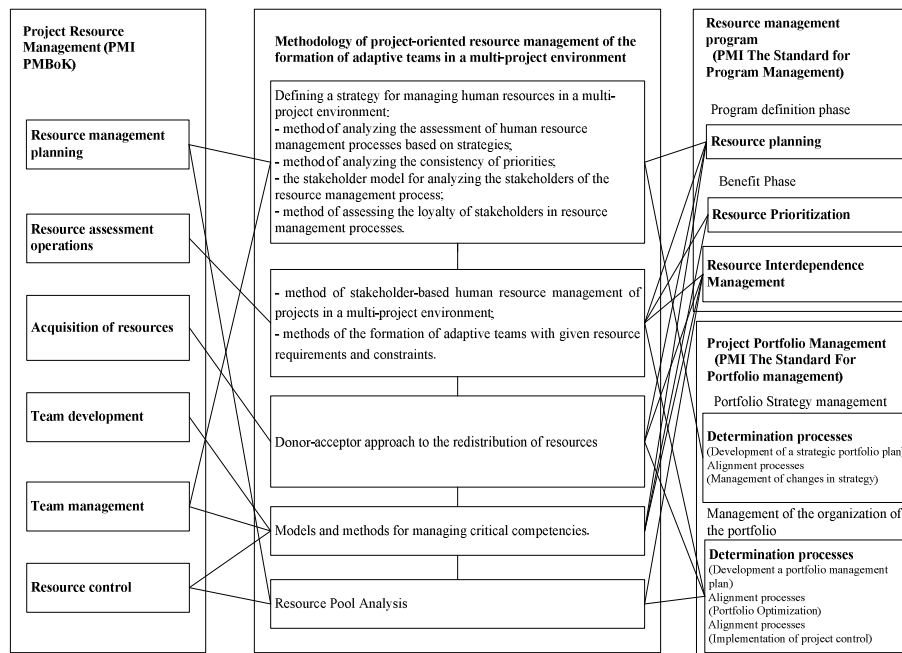 Project Resource
Management (PMI
PMBoK)
Resource management
planning
Resource assessment
operations
Acquisition of resources
Team development
Team management
Resource control
Methodology of project-oriented resource management of the
formation of adaptive teams in a multi-project environment
Defining a strategy for managing human resources in a multi-
project environment:
- method of analyzing the assessment of human resource
management processes based on strategies;
- method of analyzing the consistency of priorities;
- the stakeholder model for analyzing the stakeholders of the
resource management process;
- method of assessing the loyalty of stakeholders in resource
management processes.
- method of stakeholder-based human resource management of
projects in a multi-project environment;
- methods of the formation of adaptive teams with given resource
requirements and constraints.
Donor-acceptor approach to the redistribution of resources
Models and methods for managing critical competencies.
Resource Pool Analysis
Resource management
program
(PMI The Standard for
Program Management)
Program definition phase
Resource planning
Benefit Phase
Resource Prioritization
Resource Interdependence
Management
Project Portfolio Management
(PMI The Standard For
Portfolio management)
Portfolio Strategy management
Determination processes
(Development of a strategic portfolio plan)
Alignment processes
(Management of changes in strategy)
Management of the organization of
the portfolio
Determination processes
(Development a portfolio management
plan)
Alignment processes
(Portfolio Optimization)
Alignment processes
(Implementation of project control)